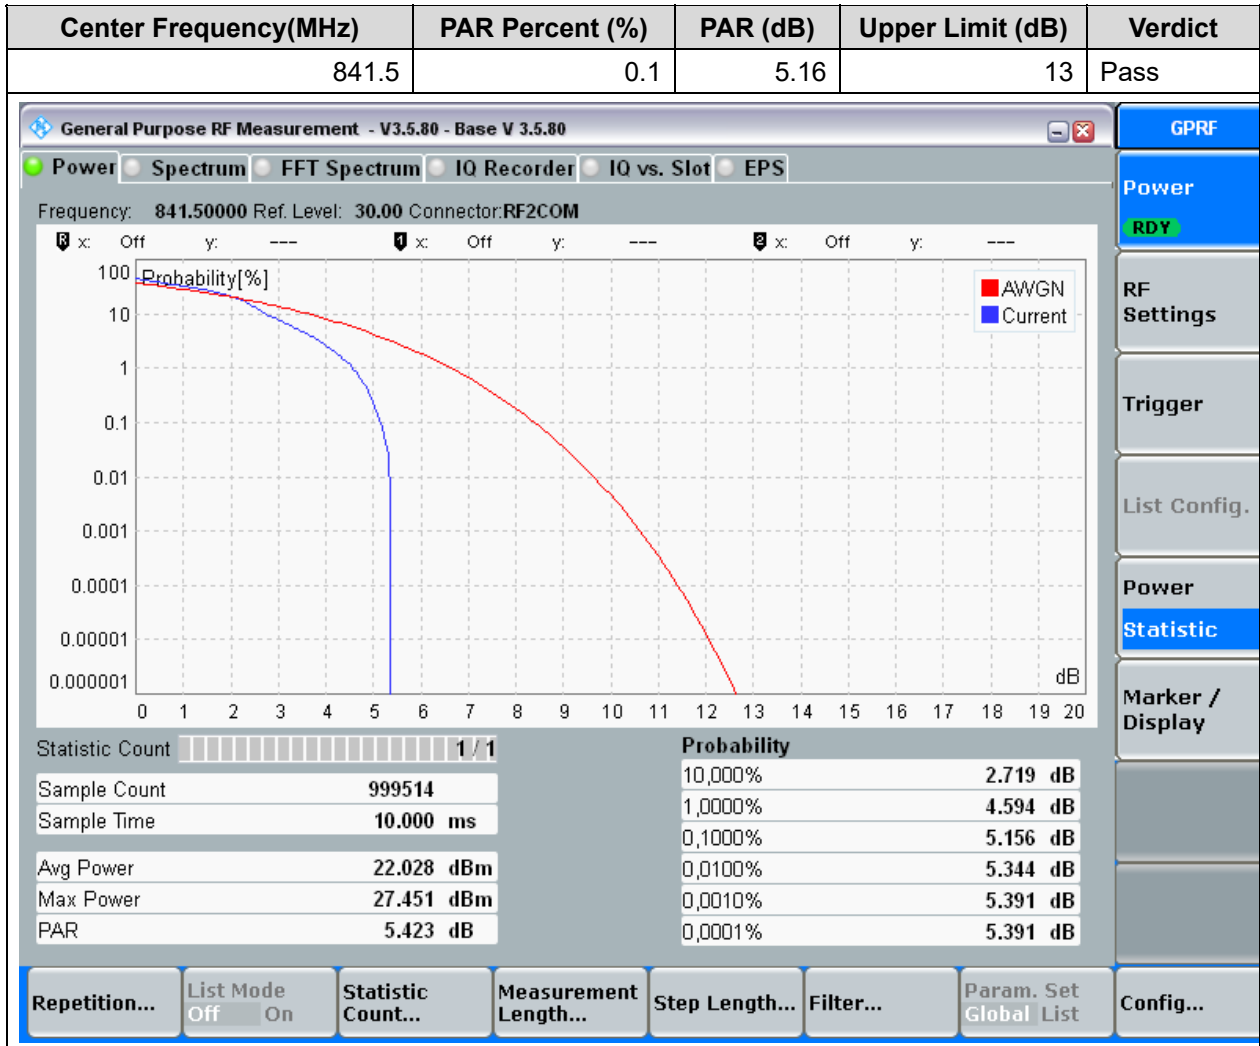 Center Frequency(MHz) PAR Percent (%) PAR (dB) Upper Limit (dB) Verdict
841.5 0.1 5.16 13 Pass
General Purpose RF Measurement - V3.5.80 - Base V 3.5.80
GPRF
Power Spectrum FFT Spectrum IQ Recorder IQ vs. Slot EPS
Frequency: 841.50000 Ref. Level: 30.00 Connector:RF2COM
R x: Off y: --- 1 x: Off y: --- 2 x: Off y: ---
Probability[%]
100
10
1
0.1
0.01
0.001
0.0001
0.00001
0.000001
AWGN
Current
dB
0 1 2 3 4 5 6 7 8 9 10 11 12 13 14 15 16 17 18 19 20
Statistic Count 1 / 1
Sample Count 999514
Sample Time 10.000 ms
Avg Power 22.028 dBm
Max Power 27.451 dBm
PAR 5.423 dB
Probability
10,000% 2.719 dB
1,0000% 4.594 dB
0,1000% 5.156 dB
0,0100% 5.344 dB
0,0010% 5.391 dB
0,0001% 5.391 dB
Power
RDY
RF
Settings
Trigger
List Config.
Power
Statistic
Marker /
Display
Repetition...
List Mode
Off On
Statistic
Count...
Measurement
Length...
Step Length...
Filter...
Param. Set
Global List
Config...